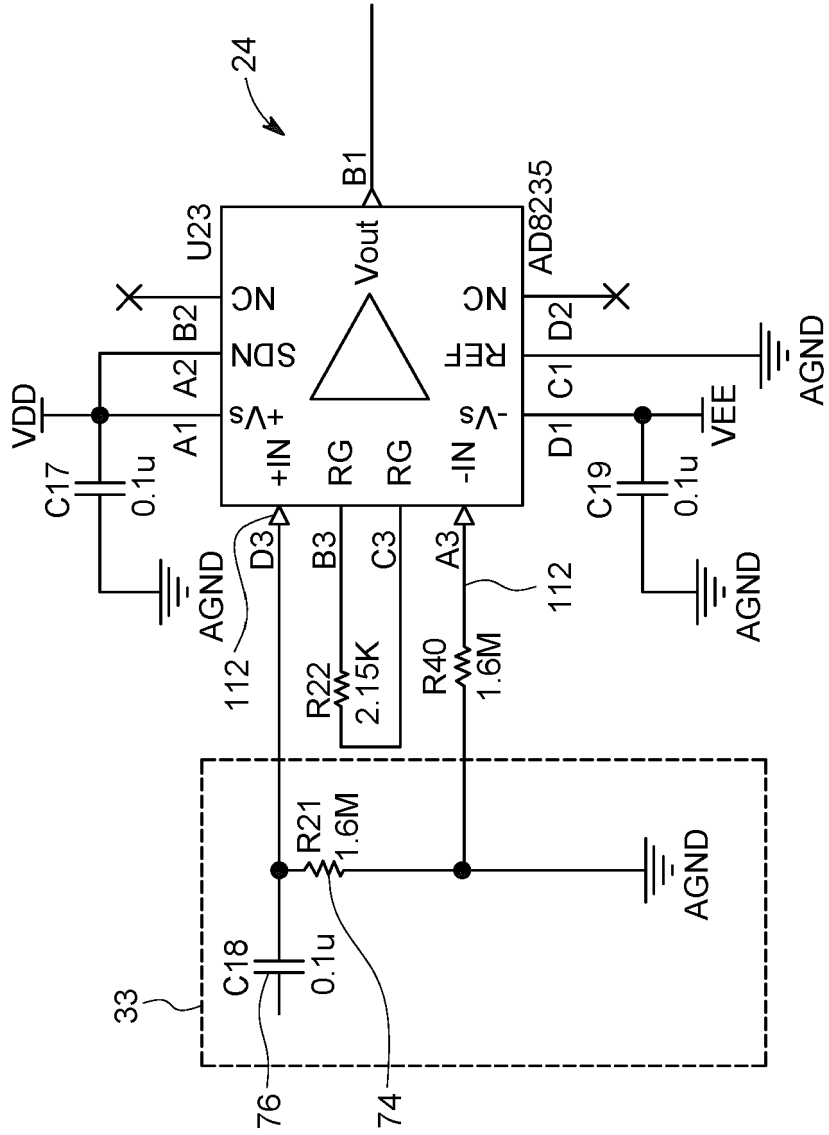 24
VDD
C17
0.1u
AGND
A1
A2
B2
U23
+Vs
SDN
NC
B1
Vout
112
D3
+IN
B3
RG
R22
2.15K
C3
RG
A3
-IN
R40
1.6M
112
-Vs
REF
NC
AD8235
D1
C1
D2
C19
0.1u
VEE
AGND
AGND
33
C18
0.1u
76
R21
1.6M
74
AGND